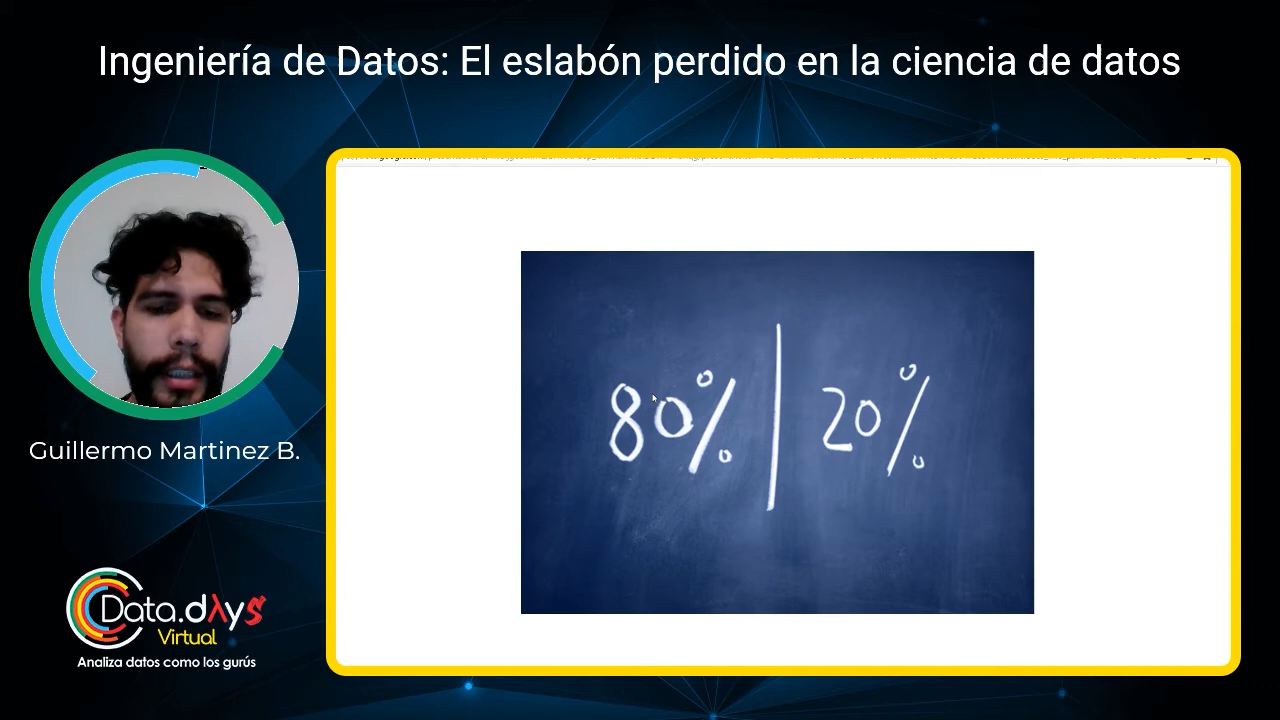 Ingeniería de Datos: El eslabón perdido en la ciencia de datos
80% | 20%
Guillermo Martinez B.
Data.dAys
Virtual
Analiza datos como los gurús